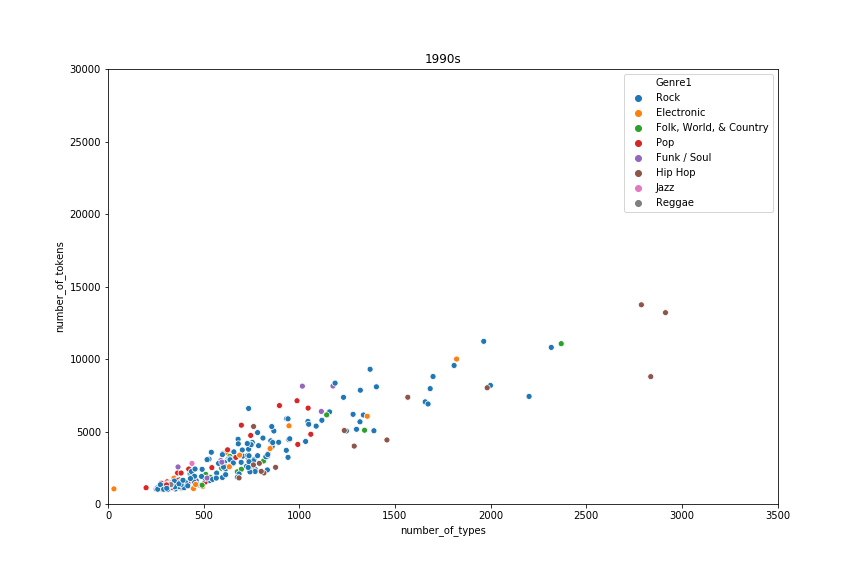 1990s
30000
25000
20000
15000
10000
5000
0
number_of_tokens
Genre1
Rock
Electronic
Folk, World, & Country
Pop
Funk / Soul
Hip Hop
Jazz
Reggae
0 500 1000 1500 2000 2500 3000 3500
number_of_types